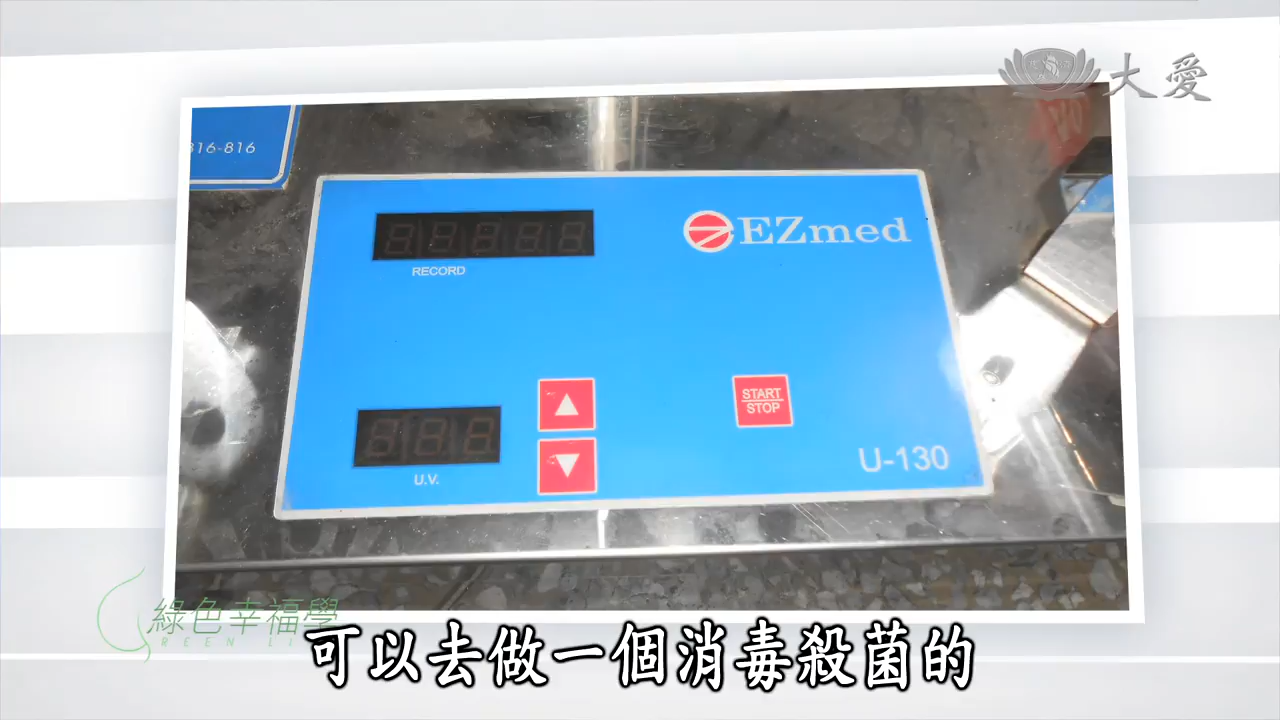 大愛
816-816
EZmed
RECORD
START
STOP
U.V.
U-130
綠色幸福學
GREEN LI
可以去做一個消毒殺菌的